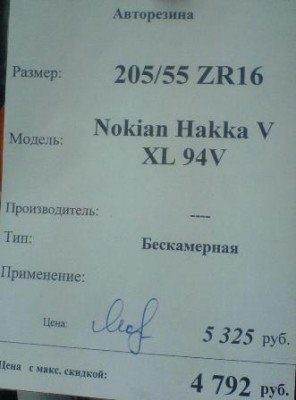 Авторезина
Размер: 205/55 ZR16
Модель: Nokian Hakka V
XL 94V
Производитель: ----
Тип: Бескамерная
Применение:
Цена: 5 325 руб.
Цена с макс. скидкой: 4 792 руб.